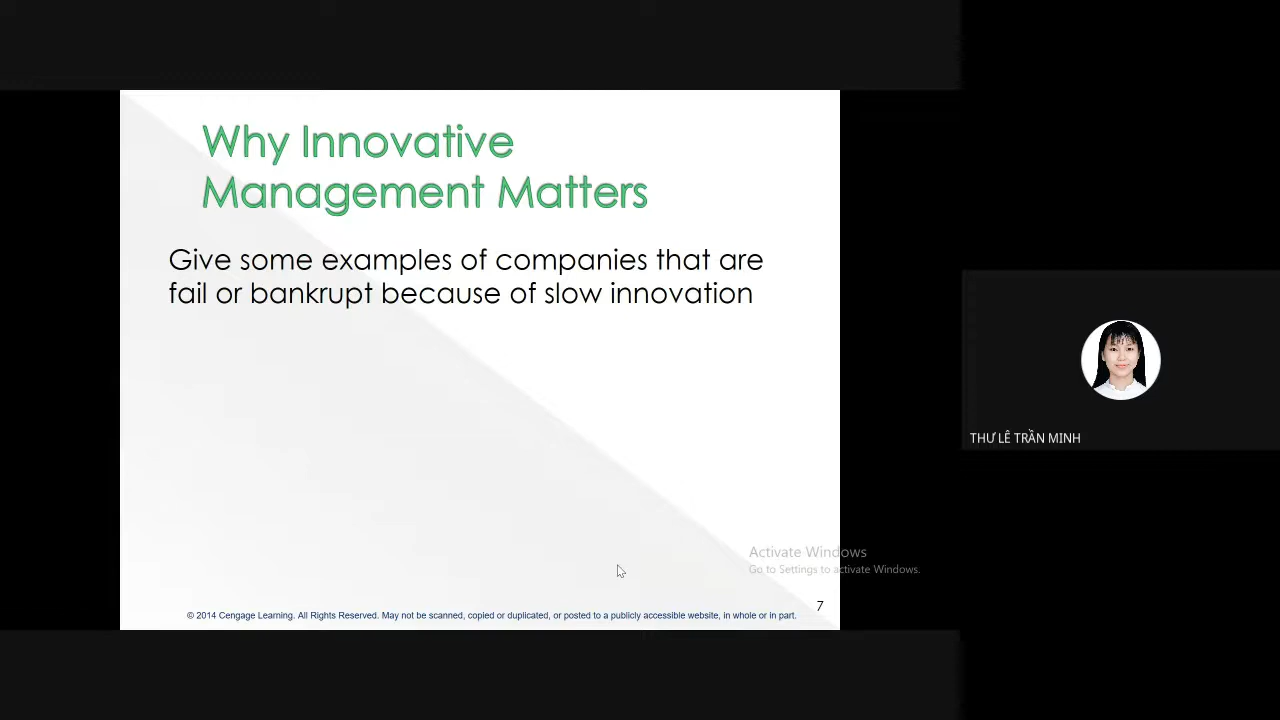 Why Innovative
Management Matters
Give some examples of companies that are
fail or bankrupt because of slow innovation
THƯ LÊ TRẦN MINH
Activate Windows
Go to Settings to activate Windows.
7
© 2014 Cengage Learning. All Rights Reserved. May not be scanned, copied or duplicated, or posted to a publicly accessible website, in whole or in part.